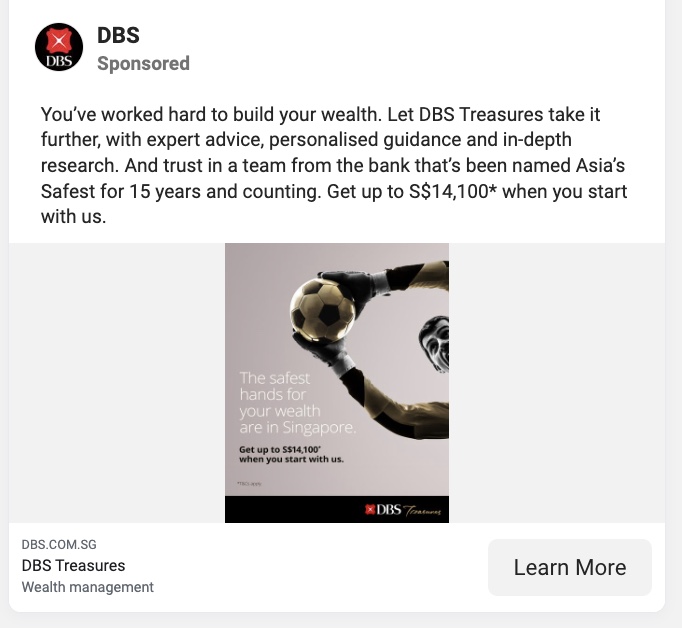 DBS
Sponsored
You’ve worked hard to build your wealth. Let DBS Treasures take it
further, with expert advice, personalised guidance and in-depth
research. And trust in a team from the bank that’s been named Asia’s
Safest for 15 years and counting. Get up to S$14,100* when you start
with us.
DBS
The safest
hands for
your wealth
are in Singapore.
Get up to S$14,100*
when you start with us.
*T&Cs apply.
DBS Treasures
DBS.COM.SG
DBS Treasures
Wealth management
Learn More